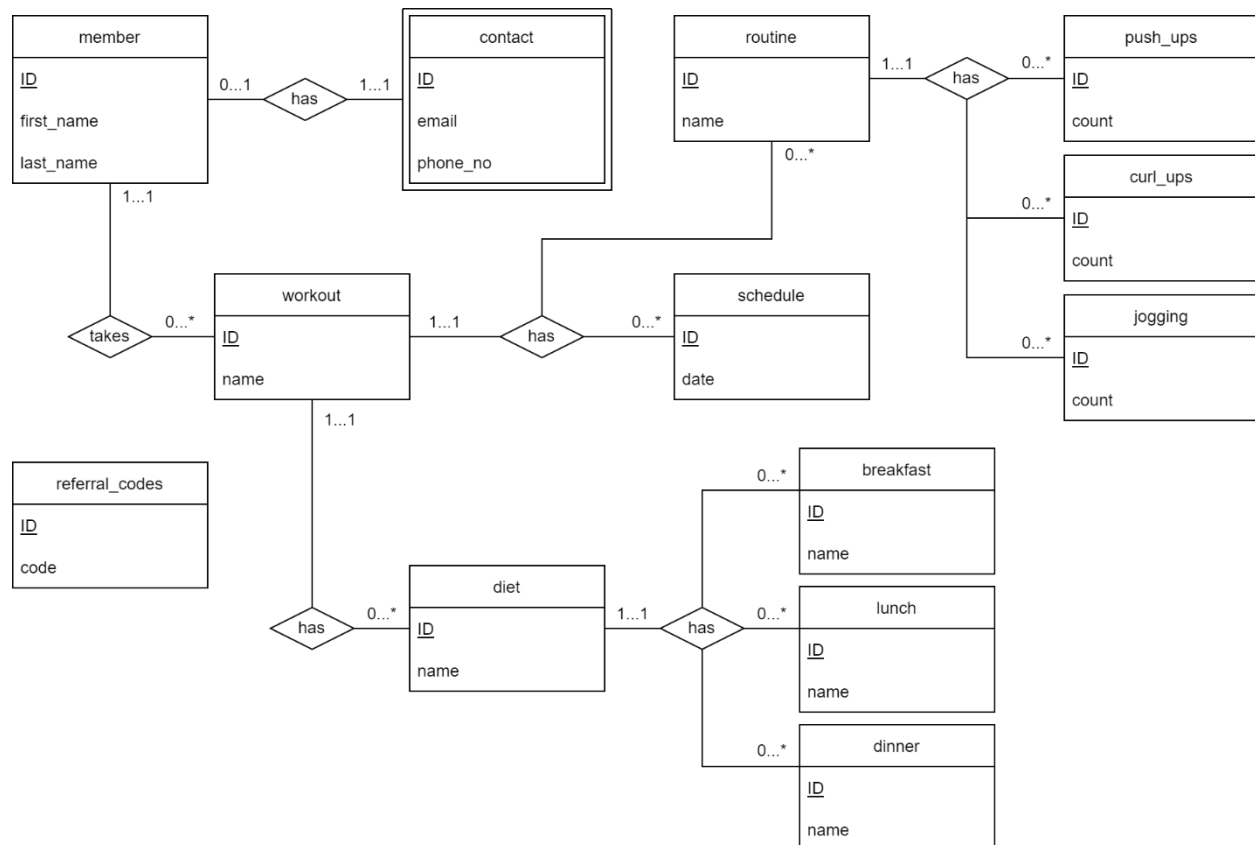 member
ID
first_name
last_name
0...1
has
1...1
contact
ID
email
phone_no
routine
ID
name
1...1
has
0...*
push_ups
ID
count
0...*
curl_ups
ID
count
0...*
jogging
ID
count
1...1
takes
0...*
workout
ID
name
1...1
has
0...*
0...*
schedule
ID
date
1...1
has
0...*
referral_codes
ID
code
diet
ID
name
1...1
has
0...*
breakfast
ID
name
0...*
lunch
ID
name
0...*
dinner
ID
name